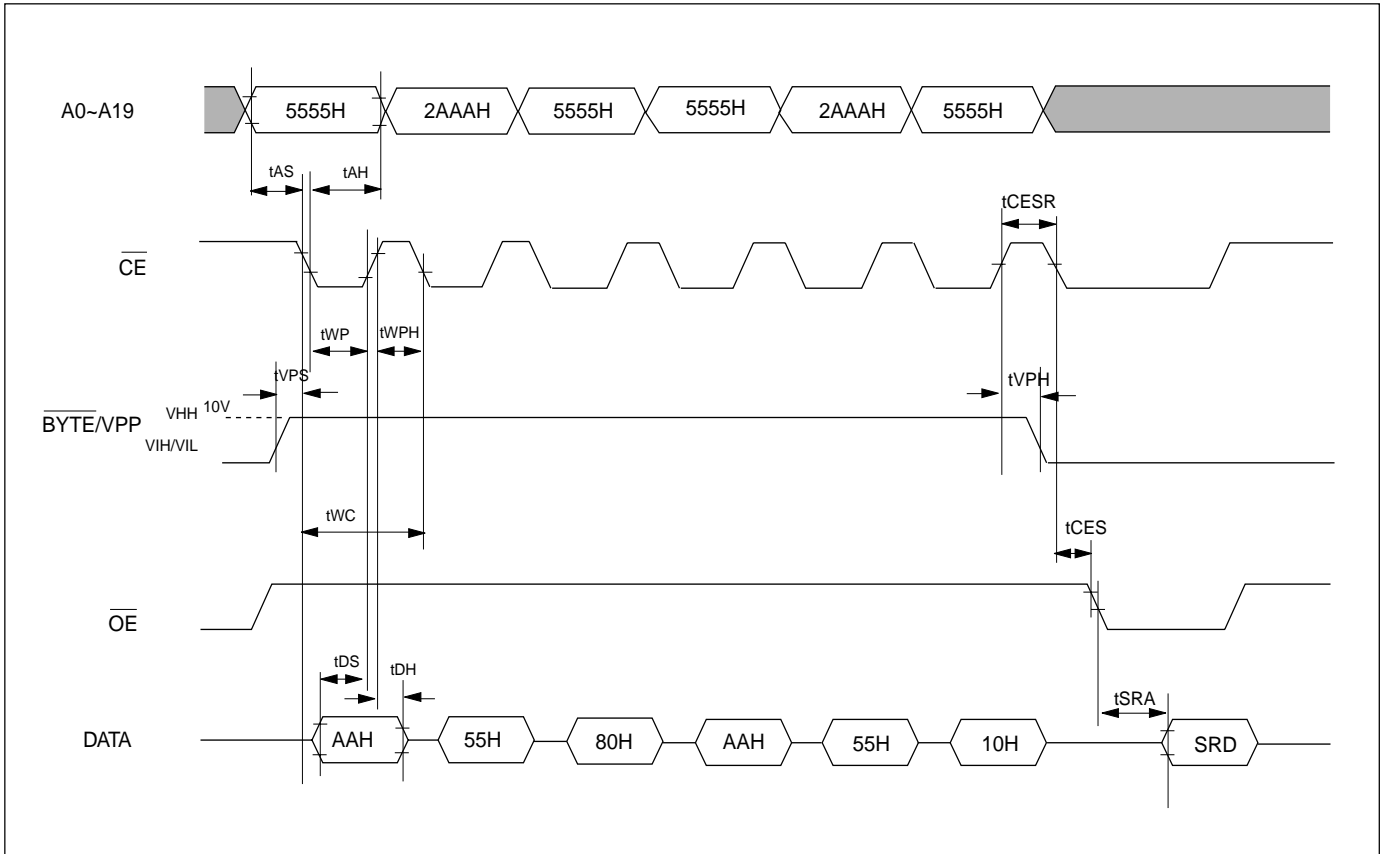 A0~A19 5555H 2AAAH 5555H 5555H 2AAAH 5555H
tAS tAH tCESR
CE
tWP tWPH
tVPS tVPH
BYTE/VPP VHH 10V
VIH/VIL
tWC
tCES
OE
tDS tDH
tSRA
DATA AAH 55H 80H AAH 55H 10H SRD